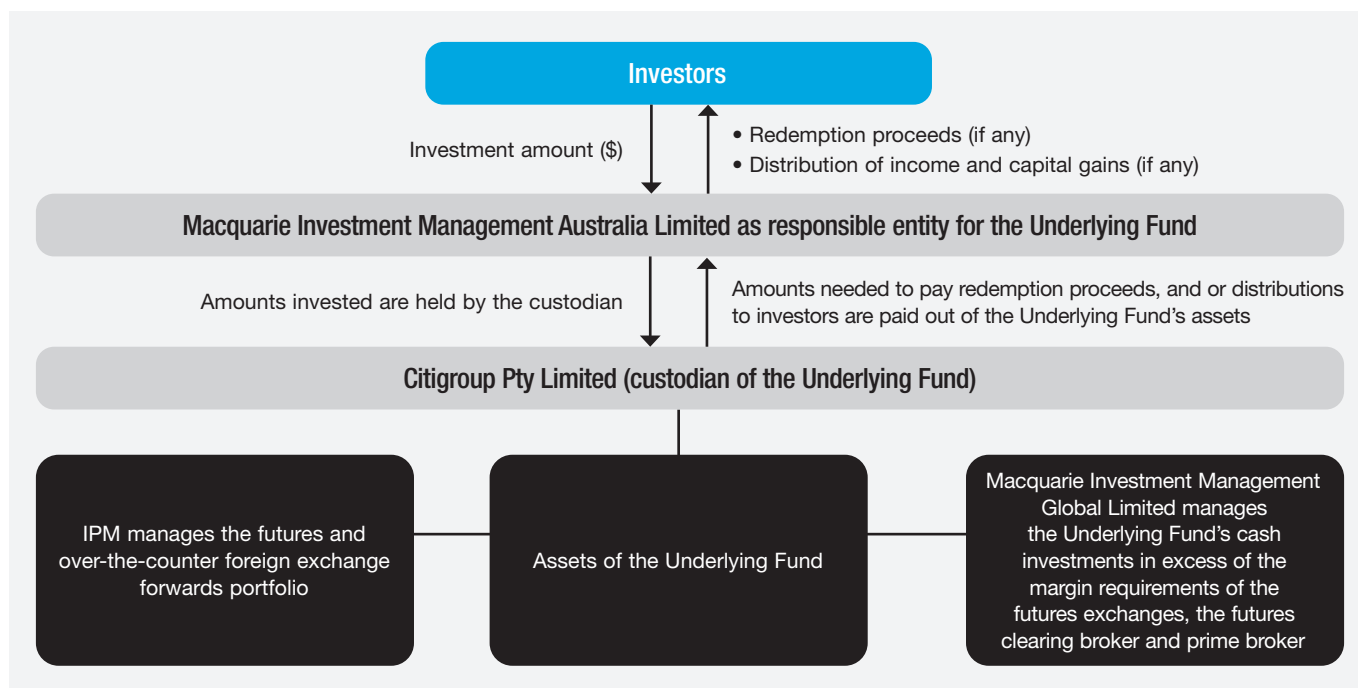 Investors
Investment amount ($)
• Redemption proceeds (if any)
• Distribution of income and capital gains (if any)
Macquarie Investment Management Australia Limited as responsible entity for the Underlying Fund
Amounts invested are held by the custodian
Amounts needed to pay redemption proceeds, and or distributions
to investors are paid out of the Underlying Fund’s assets
Citigroup Pty Limited (custodian of the Underlying Fund)
IPM manages the futures and
over-the-counter foreign exchange
forwards portfolio
Assets of the Underlying Fund
Macquarie Investment Management
Global Limited manages
the Underlying Fund’s cash
investments in excess of the
margin requirements of the
futures exchanges, the futures
clearing broker and prime broker